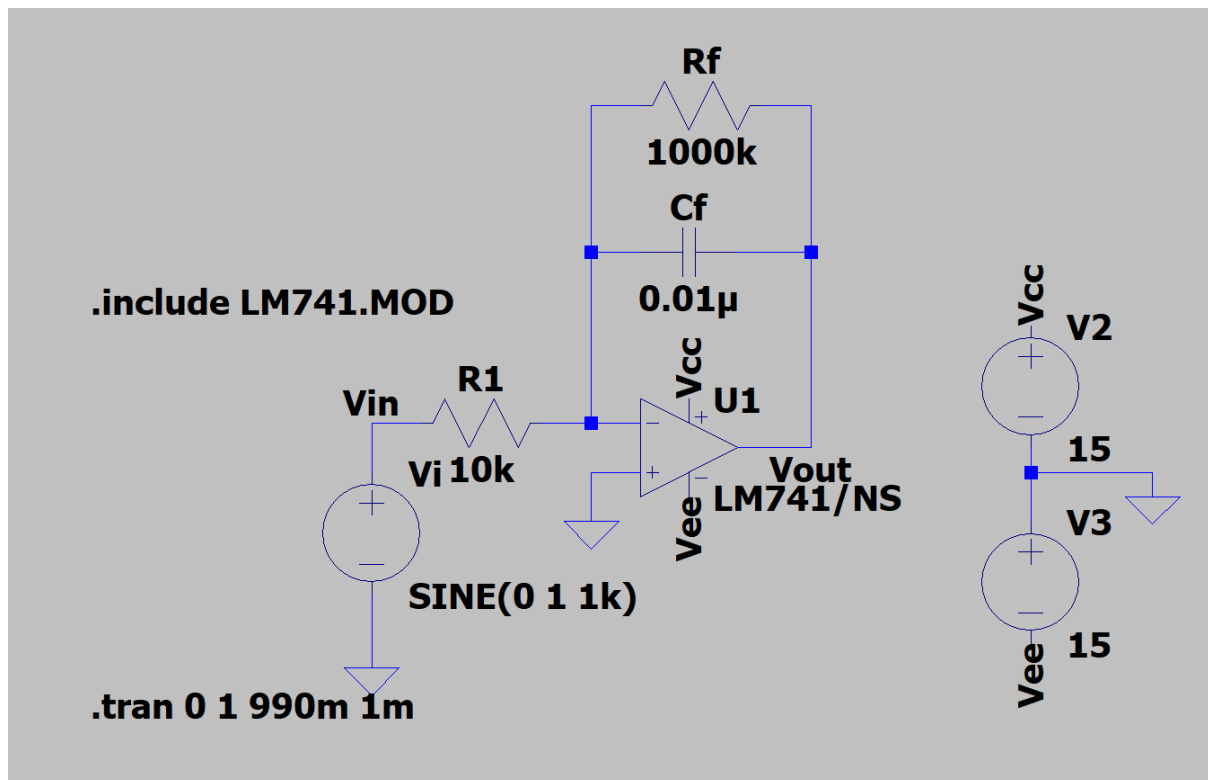 Rf
1000k
Cf
0.01µ
.include LM741.MOD
Vcc
V2
15
R1
Vin
10k
Vi
SINE(0 1 1k)
Vcc
U1
Vout
LM741/NS
Vee
V3
15
Vee
.tran 0 1 990m 1m